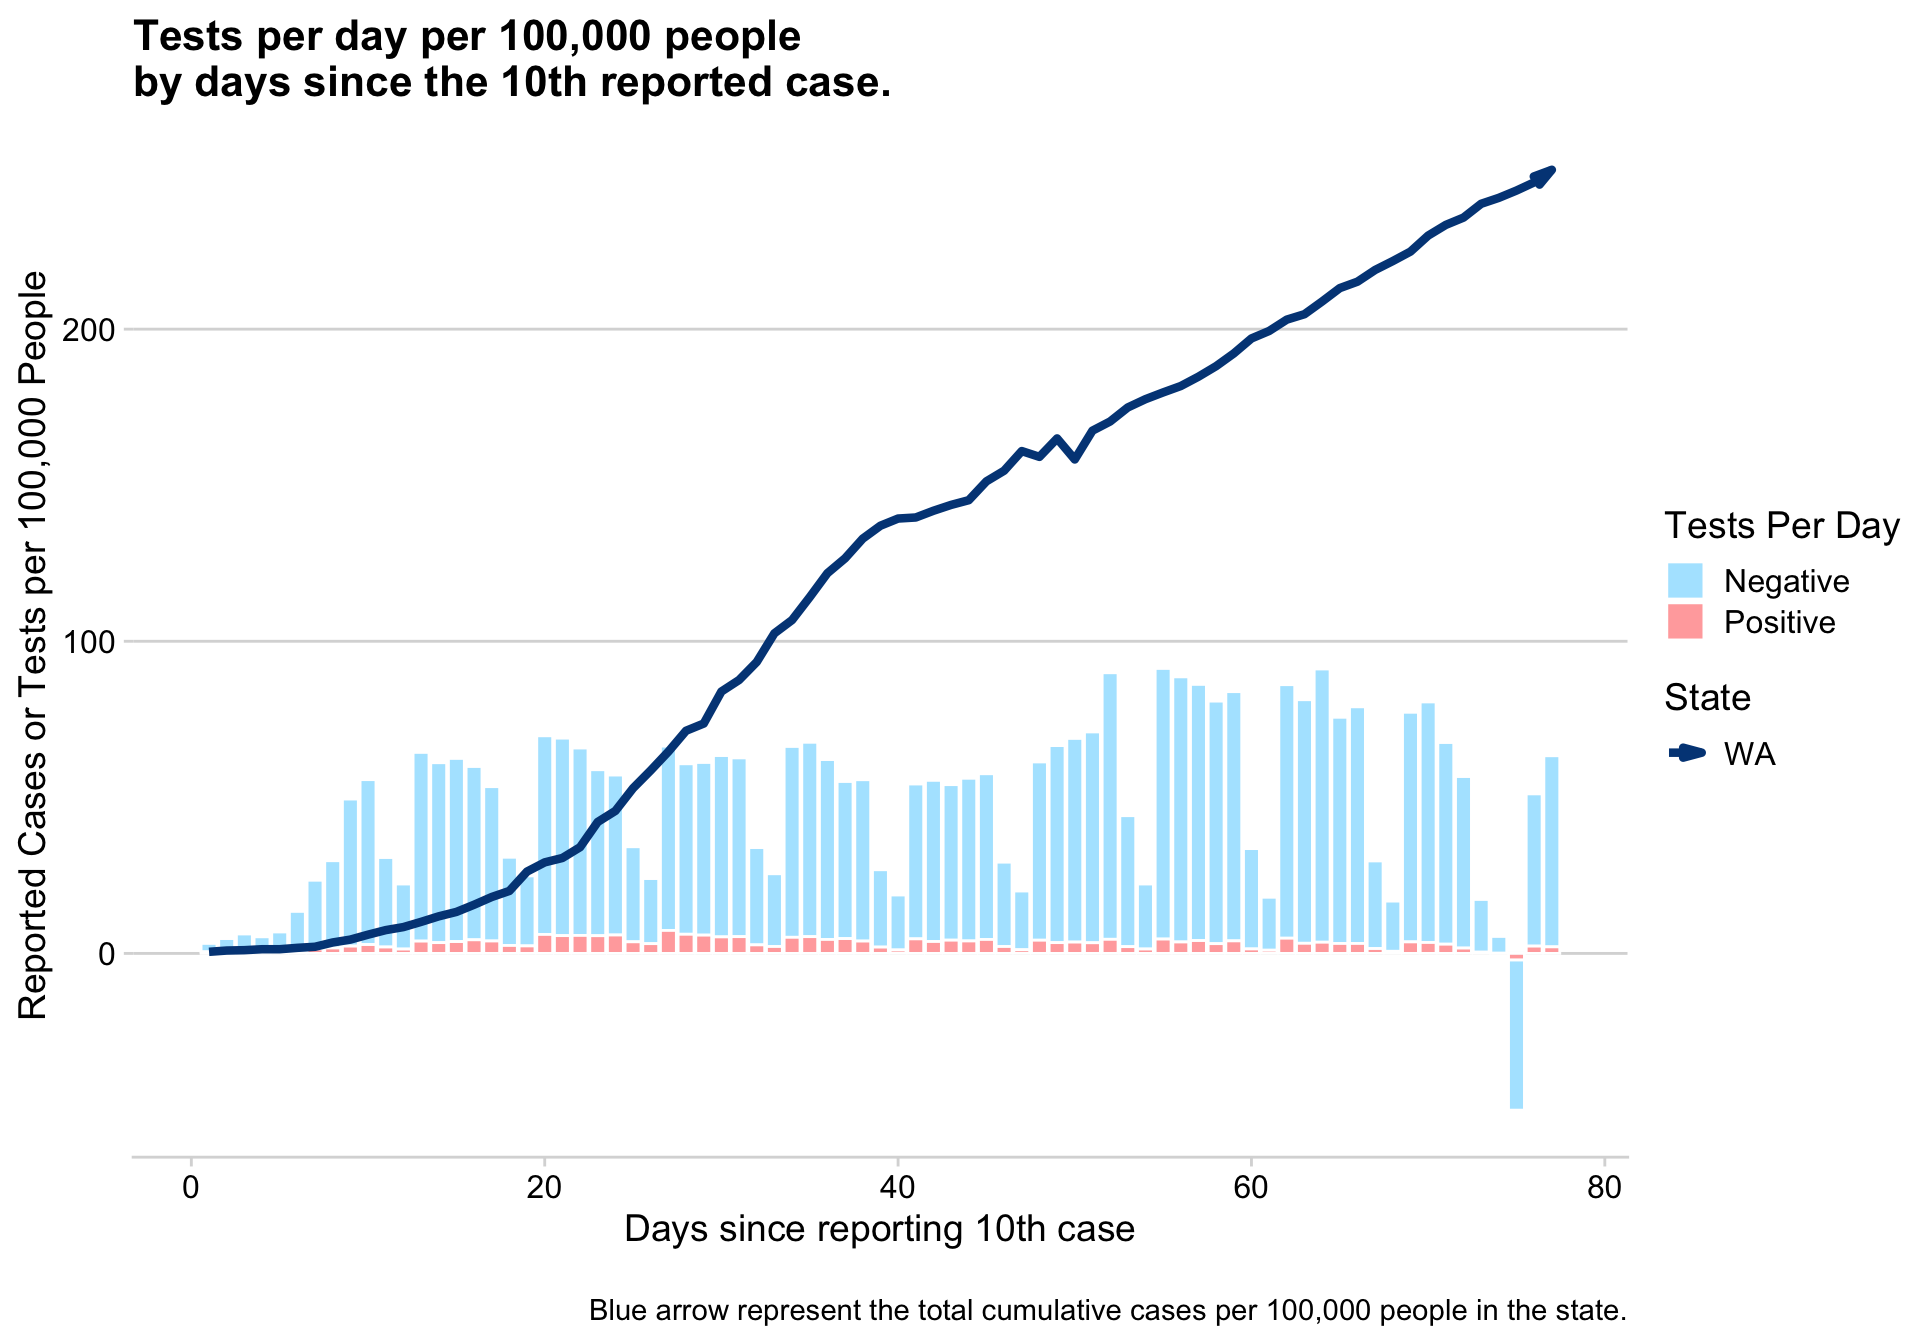 Tests per day per 100,000 people
by days since the 10th reported case.
Reported Cases or Tests per 100,000 People
200
100
0
0
20
40
60
80
Days since reporting 10th case
Tests Per Day
Negative
Positive
State
WA
Blue arrow represent the total cumulative cases per 100,000 people in the state.